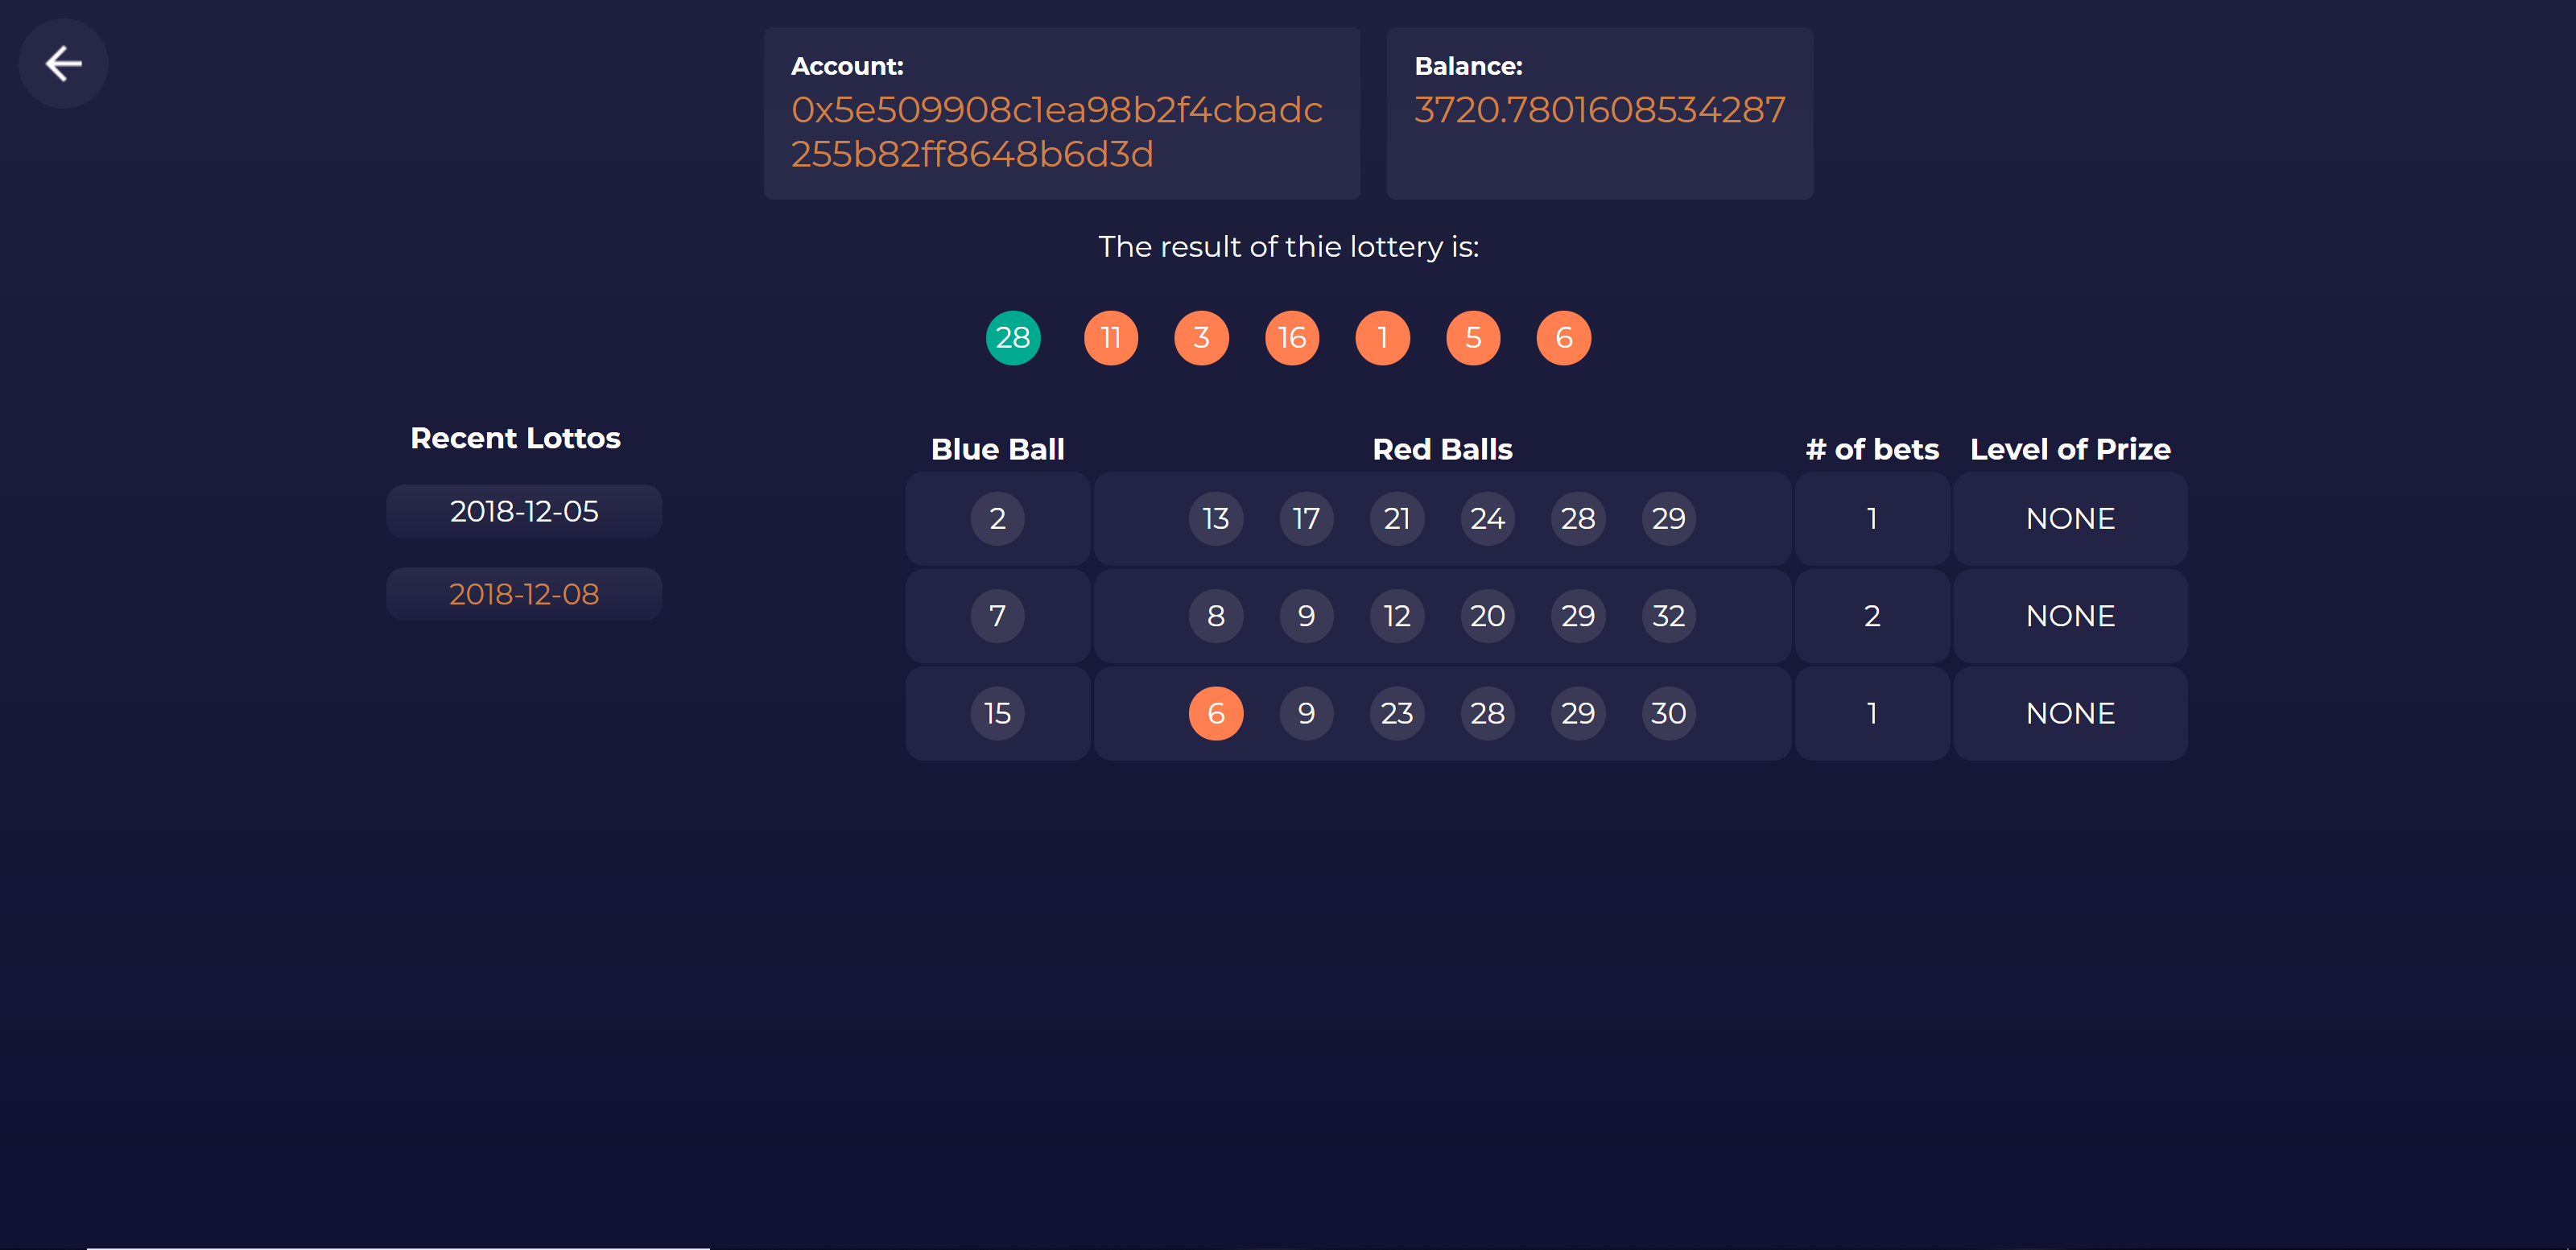 Account:
0x5e509908c1ea98b2f4cbadc
255b82ff8648b6d3d
Balance:
3720.7801608534287
The result of thie lottery is:
28 11 3 16 1 5 6
Recent Lottos
2018-12-05
2018-12-08
Blue Ball Red Balls # of bets Level of Prize
2 13 17 21 24 28 29 1 NONE
7 8 9 12 20 29 32 2 NONE
15 6 9 23 28 29 30 1 NONE